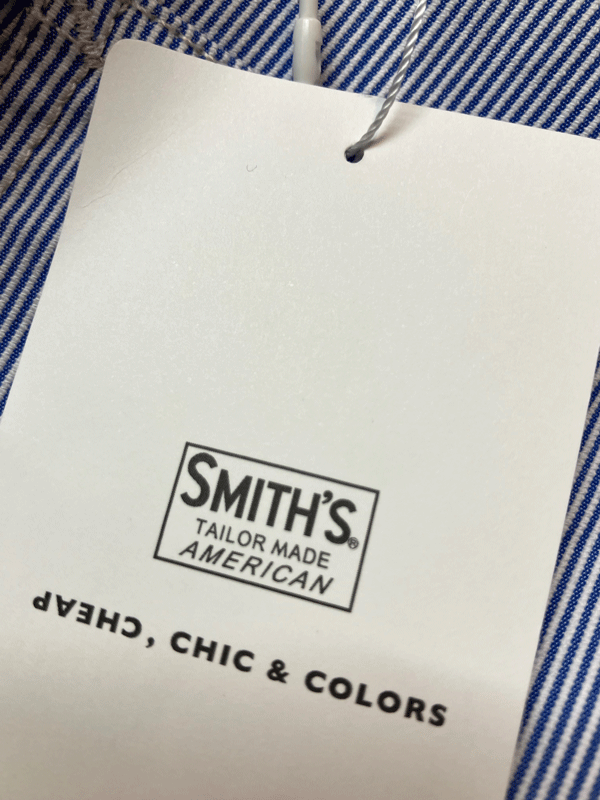 SMITH'S®
TAILOR MADE
AMERICAN
CHEAP, CHIC & COLORS